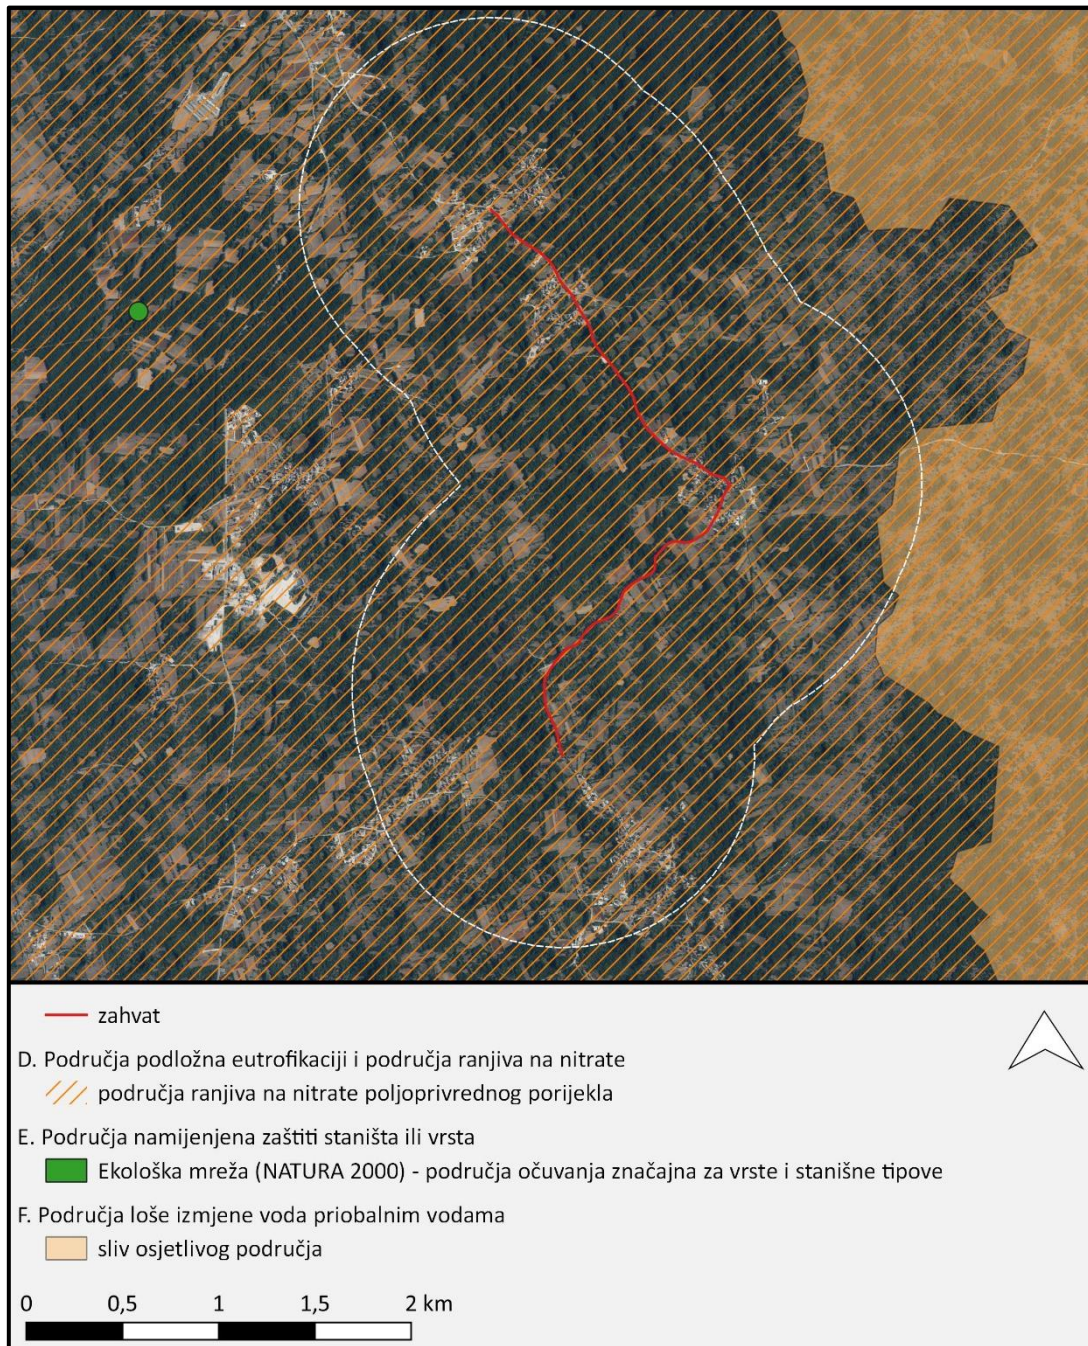 zahvat
D. Područja podložna eutrofikaciji i područja ranjiva na nitrate
područja ranjiva na nitrate poljoprivrednog porijekla
E. Područja namijenjena zaštiti staništa ili vrsta
Ekološka mreža (NATURA 2000) - područja očuvanja značajna za vrste i stanišne tipove
F. Područja loše izmjene voda priobalnim vodama
sliv osjetlivog područja
0 0,5 1 1,5 2 km